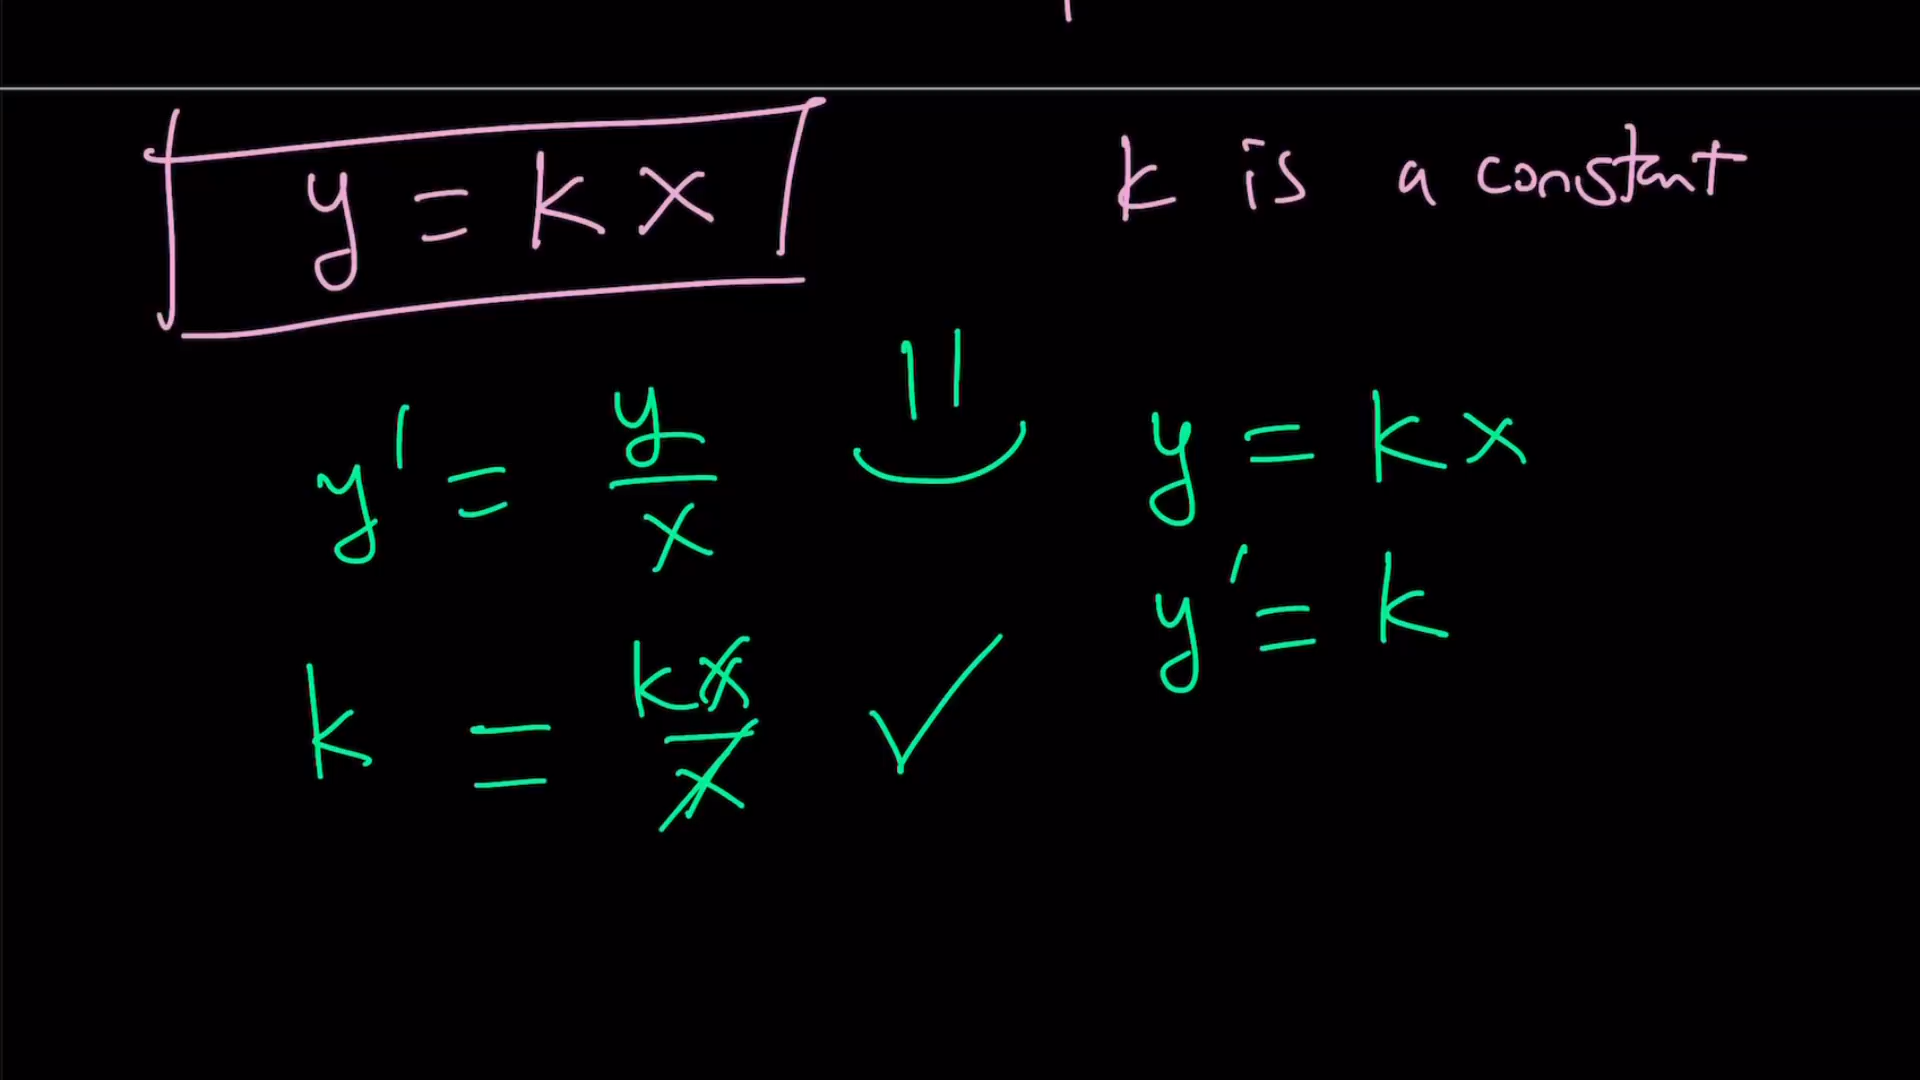 y = kx
k is a constant
y' = y/x
y = kx
y' = k
k = kx/x